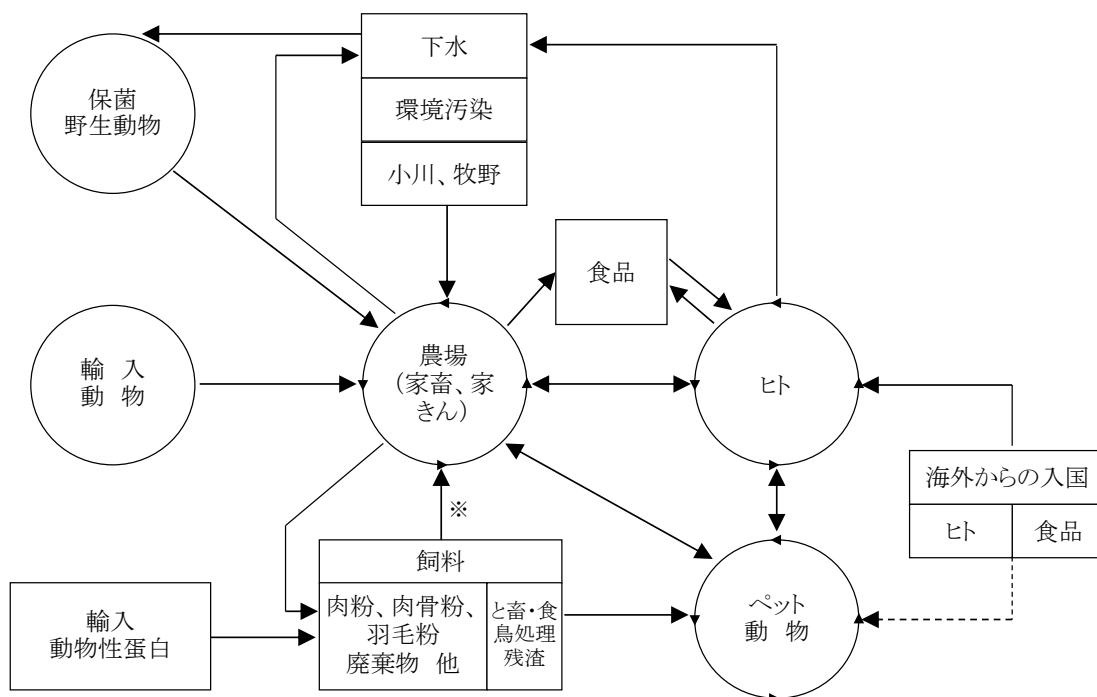 下水
環境汚染
小川、牧野
保菌
野生動物
食品
輸 入
動 物
農場
(家畜、家
きん)
ヒト
海外からの入国
ヒト
食品
※
飼料
肉粉、肉骨粉、
羽毛粉
廃棄物 他
と畜・食
鳥処理
残渣
輸入
動物性蛋白
ペット
動 物